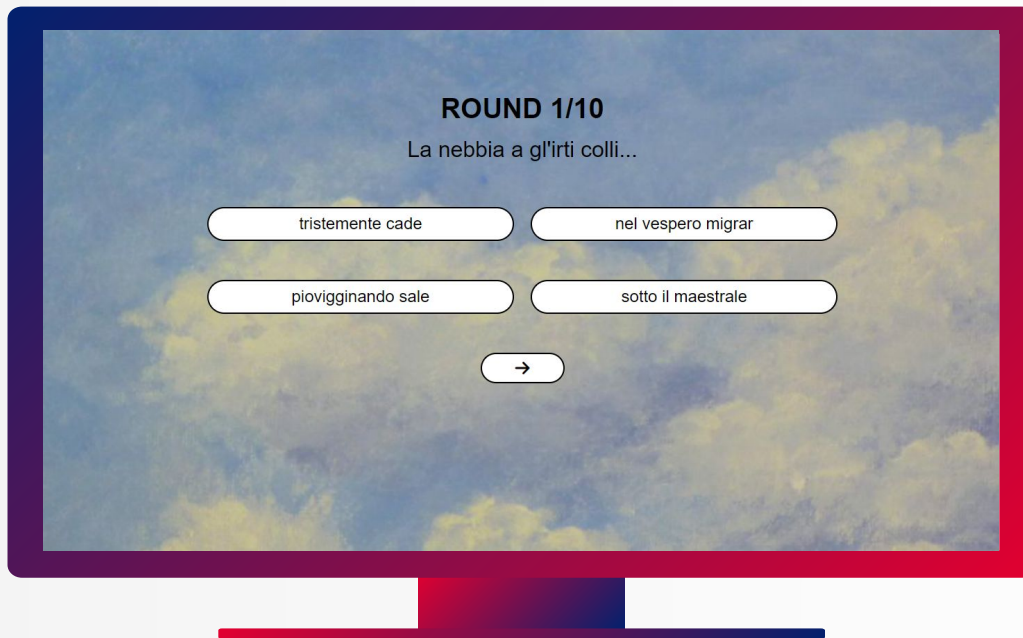 ROUND 1/10
La nebbia a gl'irti colli...
tristemente cade
nel vespero migrar
piovigginando sale
sotto il maestrale
→